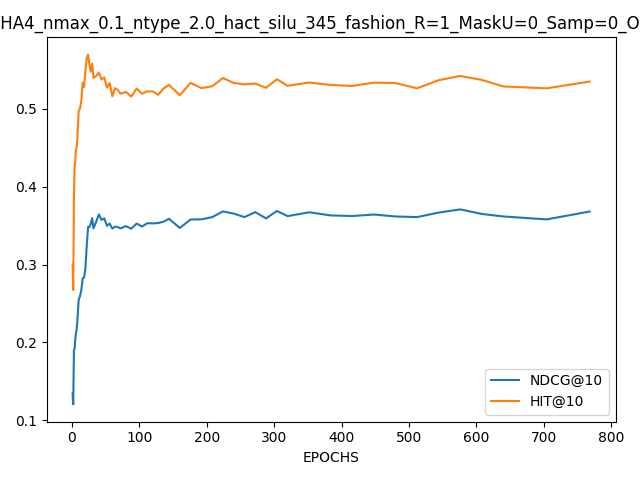 HA4_nmax_0.1_ntype_2.0_hact_silu_345_fashion_R=1_MaskU=0_Samp=0_O
0.5
0.4
0.3
0.2
0.1
NDCG@10
HIT@10
0 100 200 300 400 500 600 700 800
EPOCHS